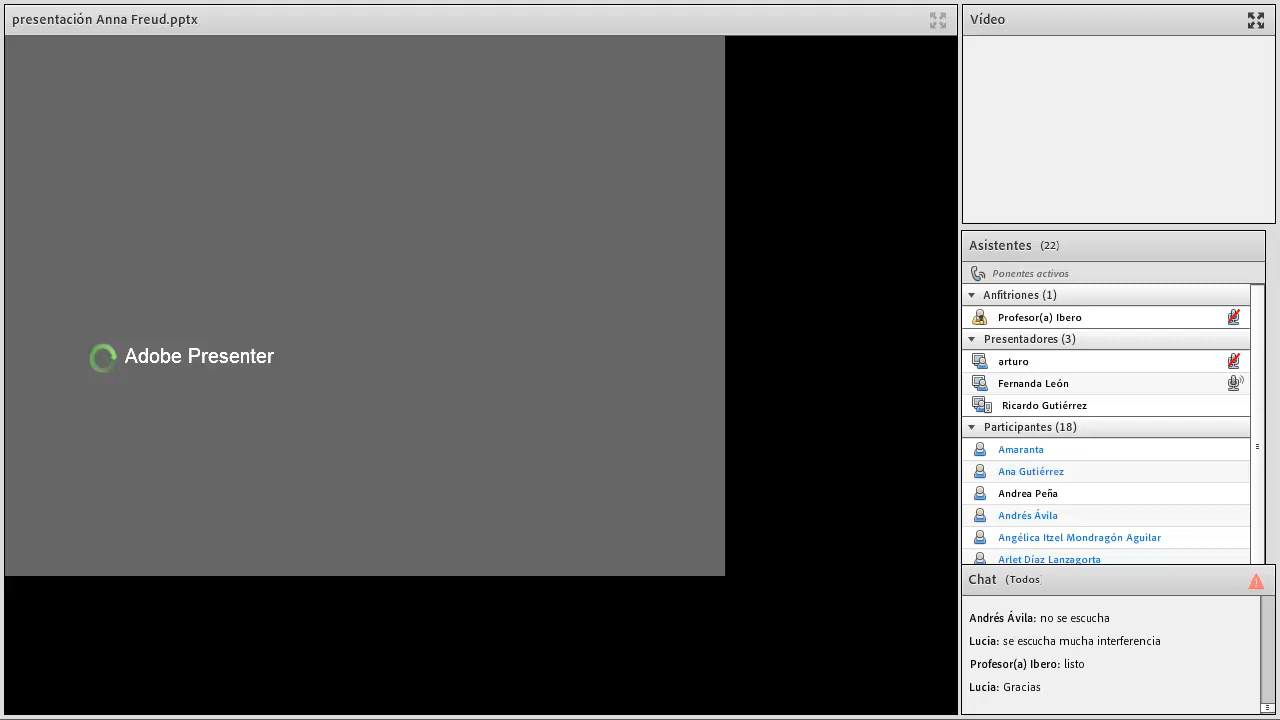 presentación Anna Freud.pptx
Vídeo
Adobe Presenter
Asistentes (22)
Ponentes activos
Anfitriones (1)
Profesor(a) Ibero
Presentadores (3)
arturo
Fernanda León
Ricardo Gutiérrez
Participantes (18)
Amaranta
Ana Gutiérrez
Andrea Peña
Andrés Ávila
Angélica Itzel Mondragón Aguilar
Arlet Díaz Lanzagorta
Chat (Todos
Andrés Ávila: no se escucha
Lucia: se escucha mucha interferencia
Profesor(a) Ibero: listo
Lucia: Gracias